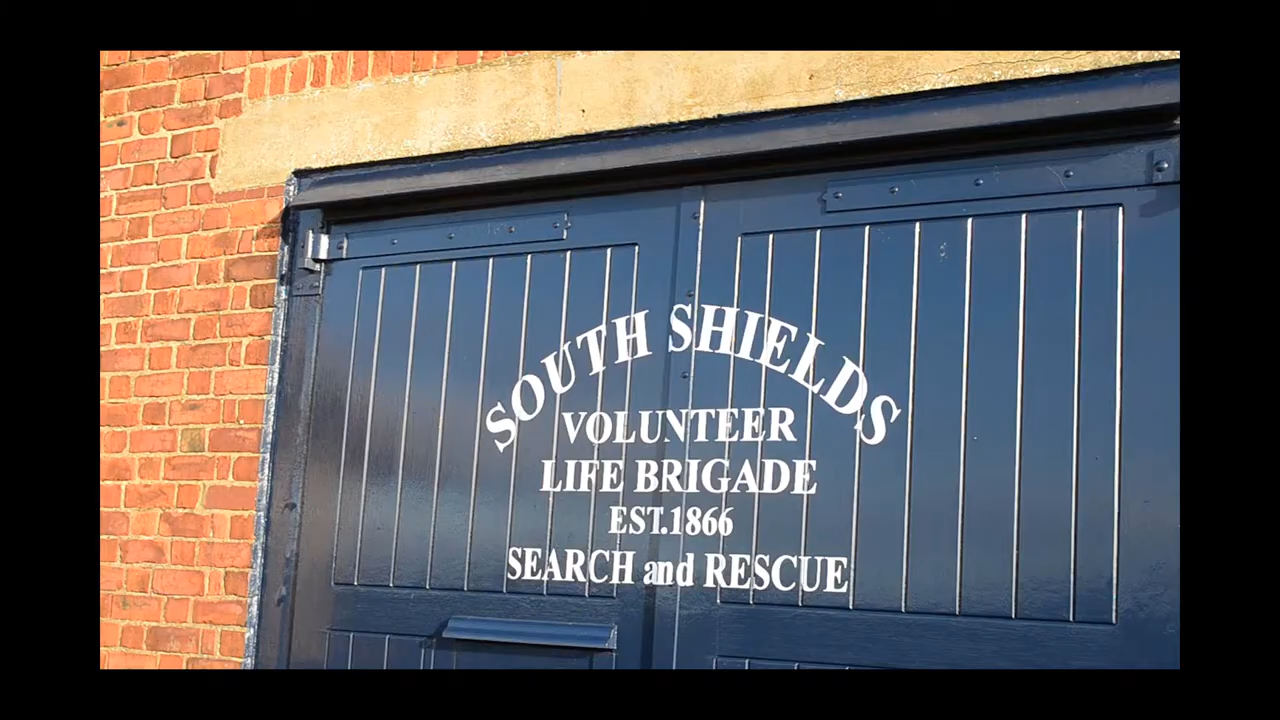 SOUTH SHIELDS
VOLUNTEER
LIFE BRIGADE
EST.1866
SEARCH and RESCUE